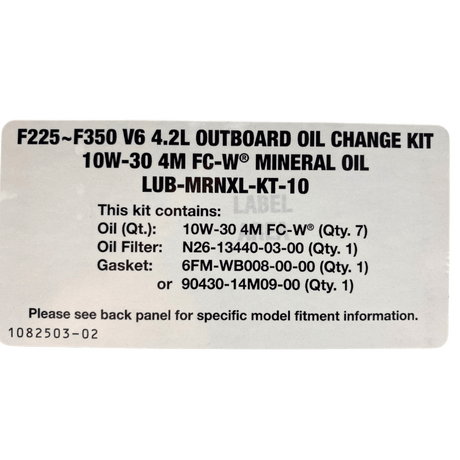 F225~F350 V6 4.2L OUTBOARD OIL CHANGE KIT
10W-30 4M FC-W® MINERAL OIL
LUB-MRNXL-KT-10
LABEL
This kit contains:
Oil (Qt.): 10W-30 4M FC-W® (Qty. 7)
Oil Filter: N26-13440-03-00 (Qty. 1)
Gasket: 6FM-WB008-00-00 (Qty. 1)
or 90430-14M09-00 (Qty. 1)
Please see back panel for specific model fitment information.
1082503-02